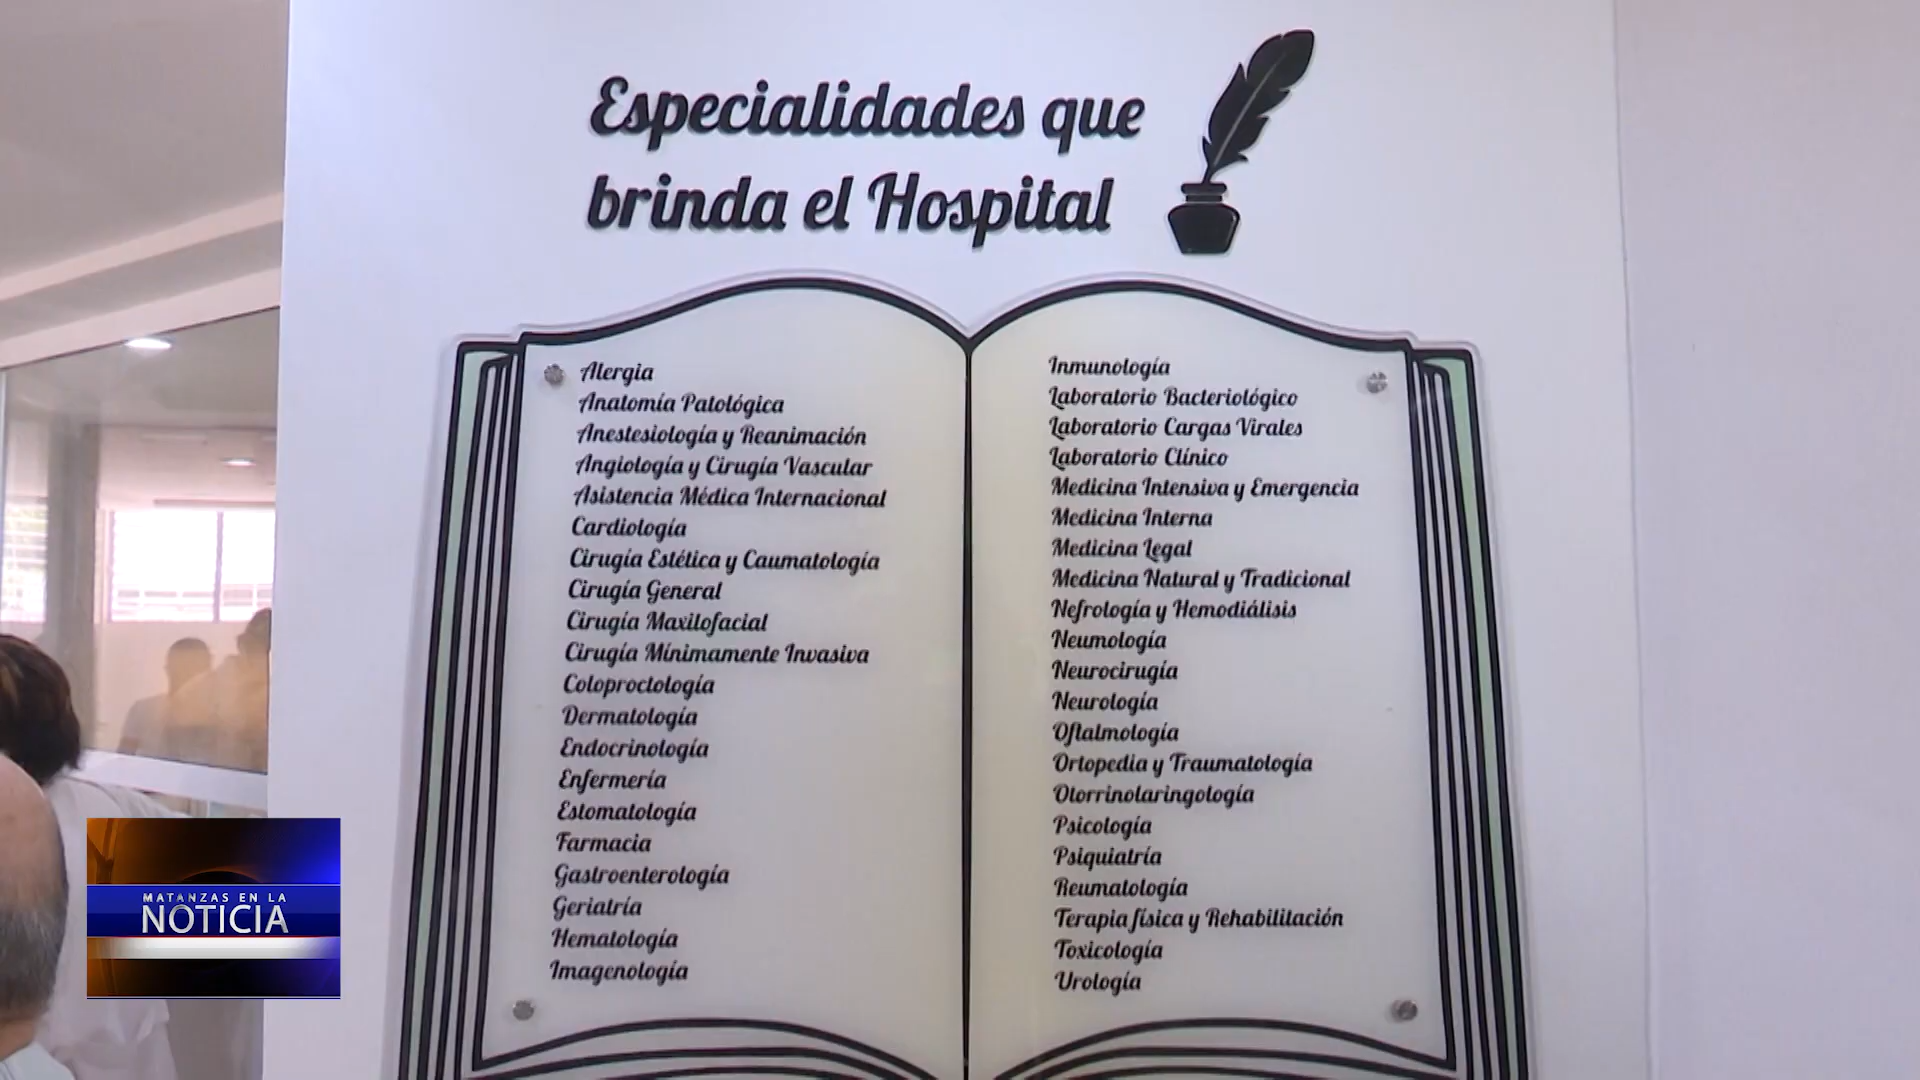 Especialidades que
brinda el Hospital
Alergia
Anatomía Patológica
Anestesiología y Reanimación
Angiología y Cirugía Vascular
Asistencia Médica Internacional
Cardiología
Cirugía Estética y Caumatología
Cirugía General
Cirugía Maxilofacial
Cirugía Mínimamente Invasiva
Coloproctología
Dermatología
Endocrinología
Enfermería
Estomatología
Farmacia
Gastroenterología
Geriatría
Hematología
Imagenología
Inmunología
Laboratorio Bacteriológico
Laboratorio Cargas Virales
Laboratorio Clínico
Medicina Intensiva y Emergencia
Medicina Interna
Medicina Legal
Medicina Natural y Tradicional
Nefrología y Hemodiálisis
Neumología
Neurocirugía
Neurología
Oftalmología
Ortopedia y Traumatología
Otorrinolaringología
Psicología
Psiquiatría
Reumatología
Terapia física y Rehabilitación
Toxicología
Urología
MATANZAS EN LA
NOTICIA